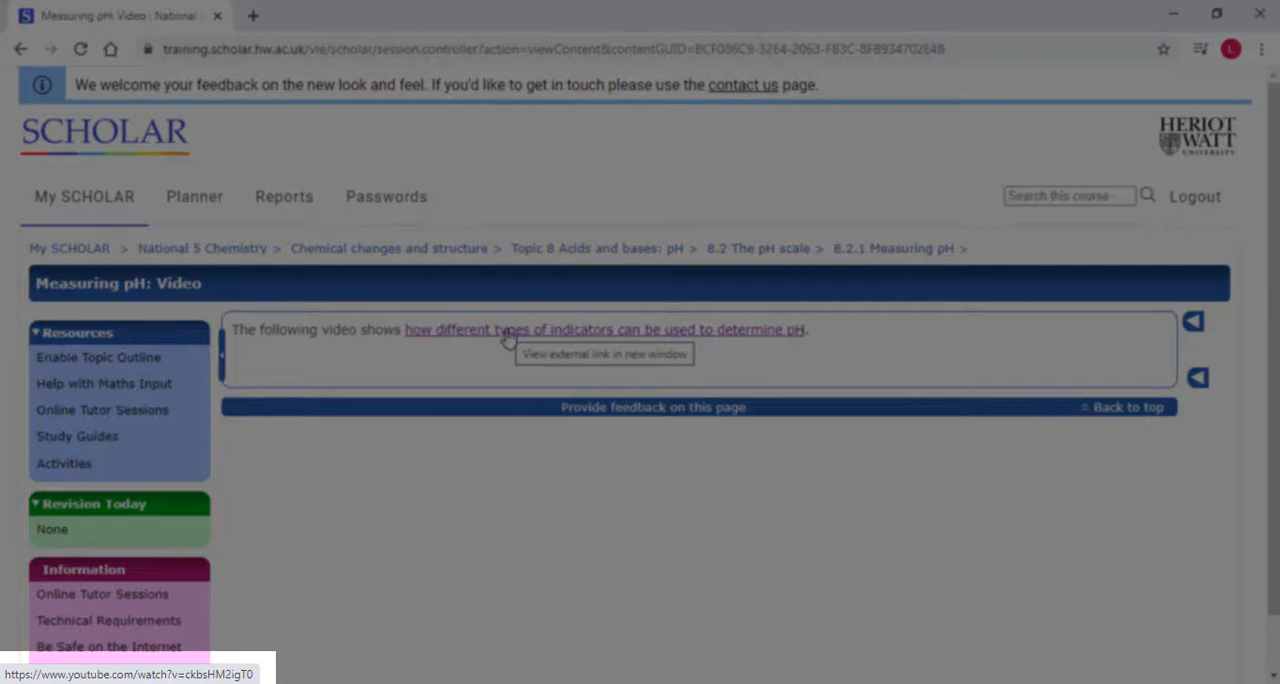 Measuring pH: Video | National
training.scholar.hw.ac.uk/vle/scholar/session.controller?action=viewContent&contentGUID=BCF086C9-32E4-2063-FB3C-8F8934702E4B
L
We welcome your feedback on the new look and feel. If you'd like to get in touch please use the contact us page.
SCHOLAR
HERIOT
WATT
UNIVERSITY
My SCHOLAR Planner Reports Passwords
Search this course
Logout
My SCHOLAR > National 5 Chemistry > Chemical changes and structure > Topic 8 Acids and bases: pH > 8.2 The pH scale > 8.2.1 Measuring pH >
Measuring pH: Video
Resources
Enable Topic Outline
Help with Maths Input
Online Tutor Sessions
Study Guides
Activities
Revision Today
None
Information
Online Tutor Sessions
Technical Requirements
Be Safe on the Internet
The following video shows how different types of indicators can be used to determine pH.
View external link in new window
Provide feedback on this page
Back to top
https://www.youtube.com/watch?v=ckbsHM2igT0